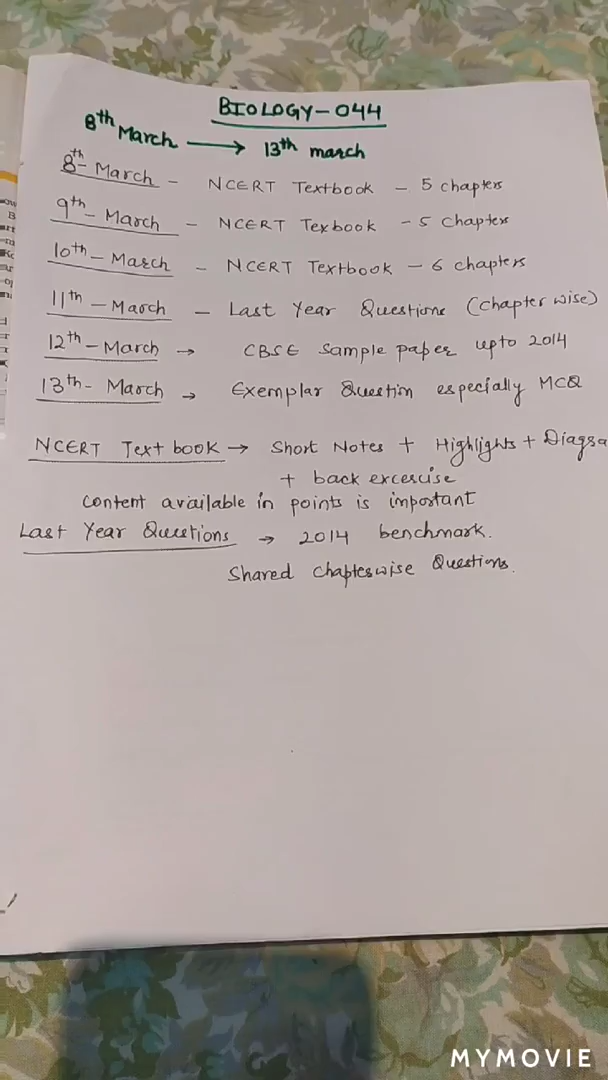 BIOLOGY-044
8th March → 13th march
8th March - NCERT Textbook - 5 chapters
9th - March - NCERT Texbook - 5 Chapters
10th - March - NCERT Textbook - 6 chapters
11th - March - Last Year Questions (chapter wise)
12th - March → CBSE Sample paper upto 2014
13th - March → Exemplar Question especially MCQ
NCERT Text book → Short Notes + Highlights + Diagra
+ back excercise
content available in points is important
Last Year Questions → 2014 benchmark.
Shared Chapterwise Questions.
MYMOVIE